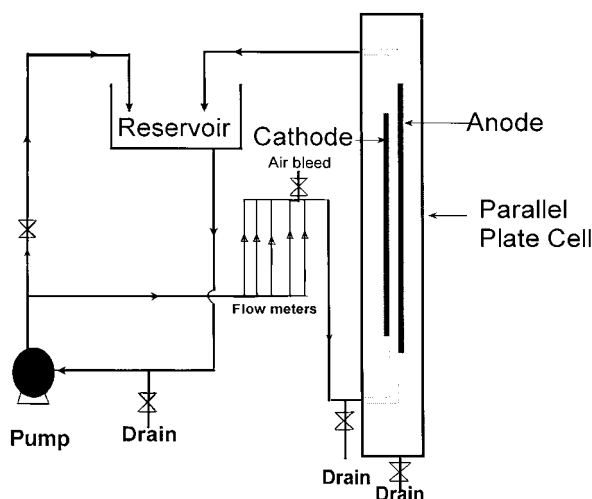 Reservoir
Cathode
Anode
Air bleed
Parallel
Plate Cell
Flow meters
Pump
Drain
Drain
Drain